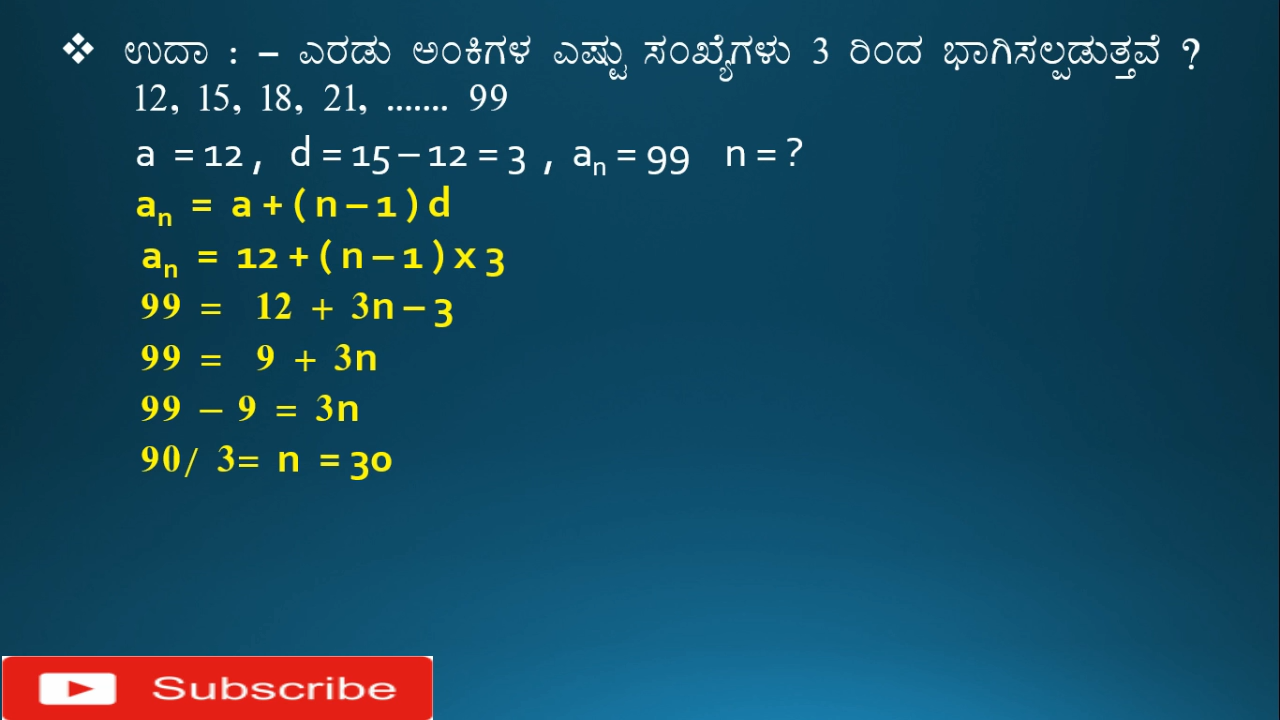 ❖ ಉದಾ : – ಎರಡು ಅಂಕಿಗಳ ಎಷ್ಟು ಸಂಖ್ಯೆಗಳು 3 ರಿಂದ ಭಾಗಿಸಲ್ಪಡುತ್ತವೆ ?
12, 15, 18, 21, ....... 99
a = 12 , d = 15 – 12 = 3 , aₙ = 99 n = ?
aₙ = a + ( n – 1 ) d
aₙ = 12 + ( n – 1 ) x 3
99 = 12 + 3n – 3
99 = 9 + 3n
99 – 9 = 3n
90/ 3= n = 30
Subscribe